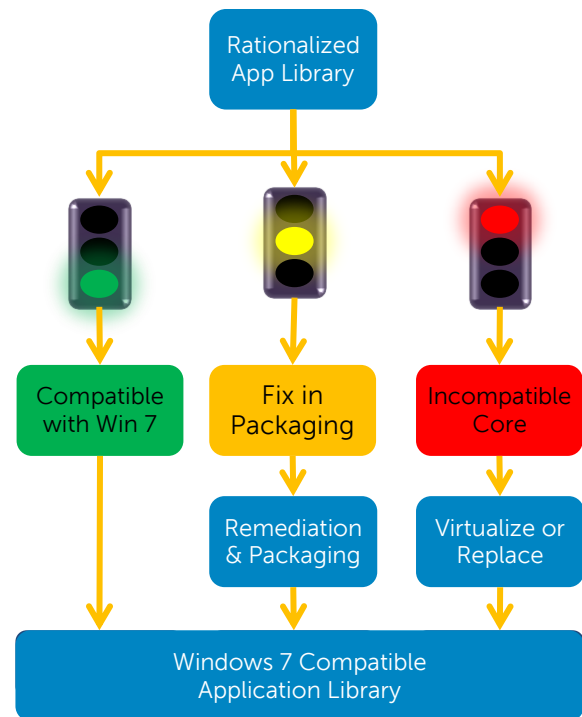 Rationalized
App Library
Compatible
with Win 7
Fix in
Packaging
Incompatible
Core
Remediation
& Packaging
Virtualize or
Replace
Windows 7 Compatible
Application Library